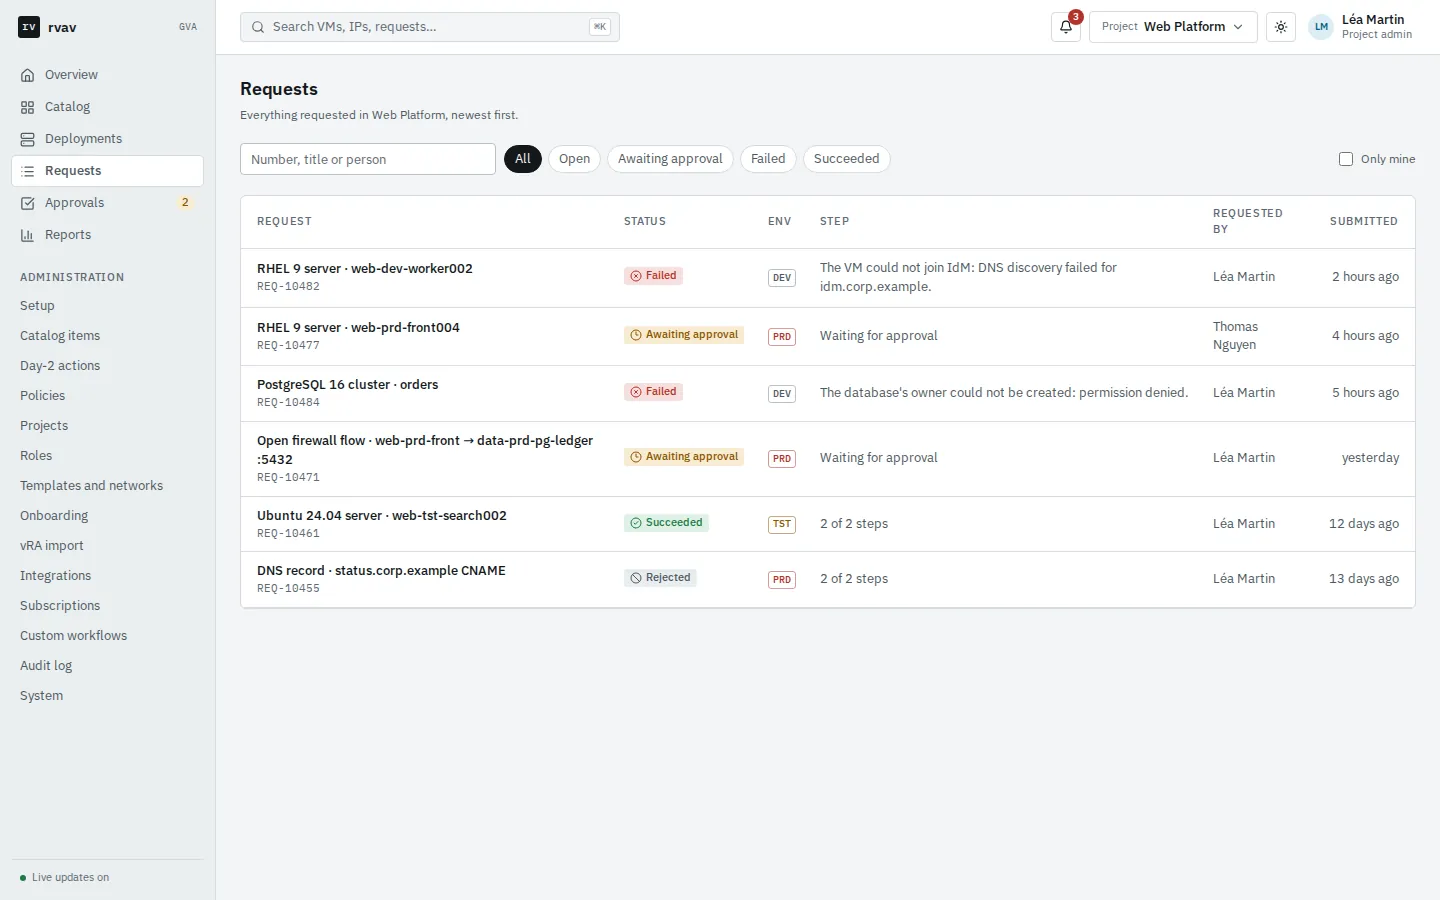 rv rvav GVA
Search VMs, IPs, requests... ⌘K
3
Project Web Platform
LM
Léa Martin
Project admin
Overview
Catalog
Deployments
Requests
Approvals 2
Reports
ADMINISTRATION
Setup
Catalog items
Day-2 actions
Policies
Projects
Roles
Templates and networks
Onboarding
vRA import
Integrations
Subscriptions
Custom workflows
Audit log
System
Live updates on
Requests
Everything requested in Web Platform, newest first.
Number, title or person All Open Awaiting approval Failed Succeeded Only mine
REQUEST STATUS ENV STEP REQUESTED BY SUBMITTED
RHEL 9 server · web-dev-worker002
REQ-10482
Failed DEV
The VM could not join IdM: DNS discovery failed for
idm.corp.example.
Léa Martin 2 hours ago
RHEL 9 server · web-prd-front004
REQ-10477
Awaiting approval PRD Waiting for approval
Thomas
Nguyen
4 hours ago
PostgreSQL 16 cluster · orders
REQ-10484
Failed DEV The database's owner could not be created: permission denied. Léa Martin 5 hours ago
Open firewall flow · web-prd-front → data-prd-pg-ledger
:5432
REQ-10471
Awaiting approval PRD Waiting for approval Léa Martin yesterday
Ubuntu 24.04 server · web-tst-search002
REQ-10461
Succeeded TST 2 of 2 steps Léa Martin 12 days ago
DNS record · status.corp.example CNAME
REQ-10455
Rejected PRD 2 of 2 steps Léa Martin 13 days ago